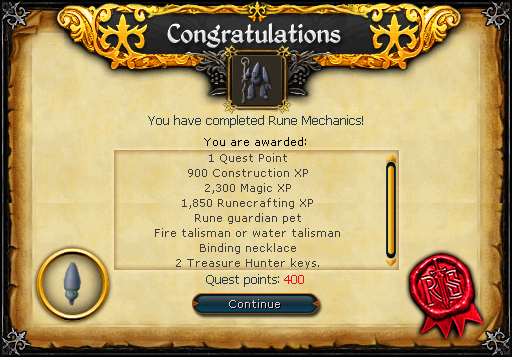 Congratulations
You have completed Rune Mechanics!
You are awarded:
1 Quest Point
900 Construction XP
2,300 Magic XP
1,850 Runecrafting XP
Rune guardian pet
Fire talisman or water talisman
Binding necklace
2 Treasure Hunter keys.
Quest points: 400
Continue
RS